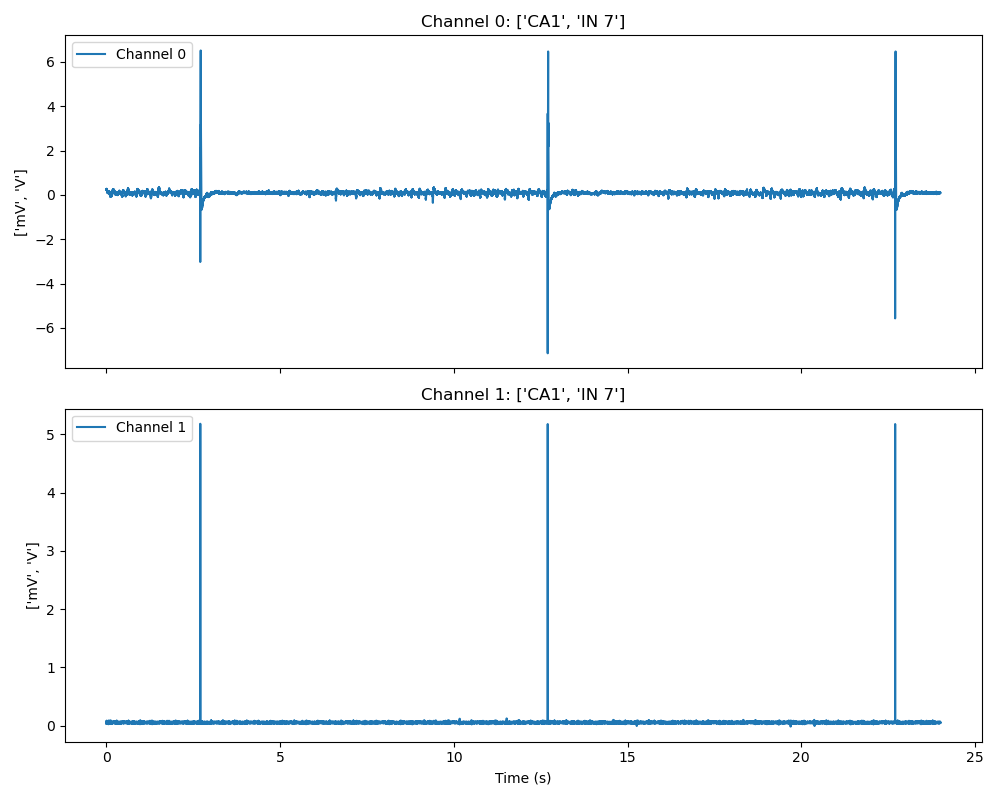 Channel 0: ['CA1', 'IN 7']
Channel 0
6
4
2
0
−2
−4
−6
['mV', 'V']
Channel 1: ['CA1', 'IN 7']
Channel 1
5
4
3
2
1
0
['mV', 'V']
0 5 10 15 20 25
Time (s)